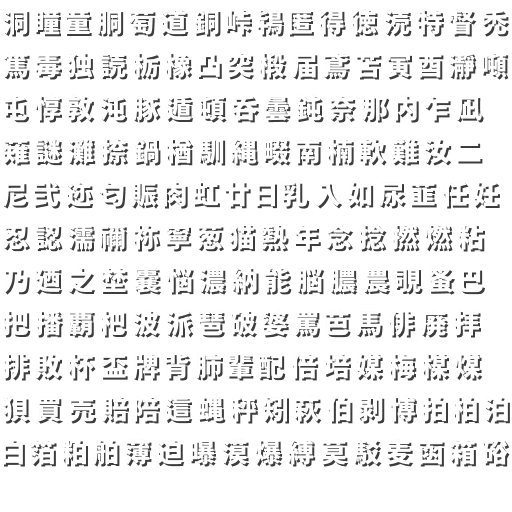 洞瞳童胴萄道銅峠鴇匿得徳涜特督禿
篤毒独読栃橡凸突椴届鳶苫寅酉瀞噸
屯惇敦沌豚遁頓呑曇鈍奈那内乍凪
薙謎灘捺鍋楢馴縄畷南楠軟難汝二
尼弐迩匂賑肉虹廿日乳入如尿韮任妊
忍認濡禰祢寧葱猫熱年念捻撚燃粘
乃廼之埜嚢悩濃納能脳膿農覗蚤巴
把播覇杷波派琶破婆罵芭馬俳廃拝
排敗杯盃牌背肺輩配倍培媒梅楳煤
狽買売賠陪這蝿秤矧萩伯剥博拍柏泊
白箔粕舶薄迫曝漠爆縛莫駁麦函箱硲